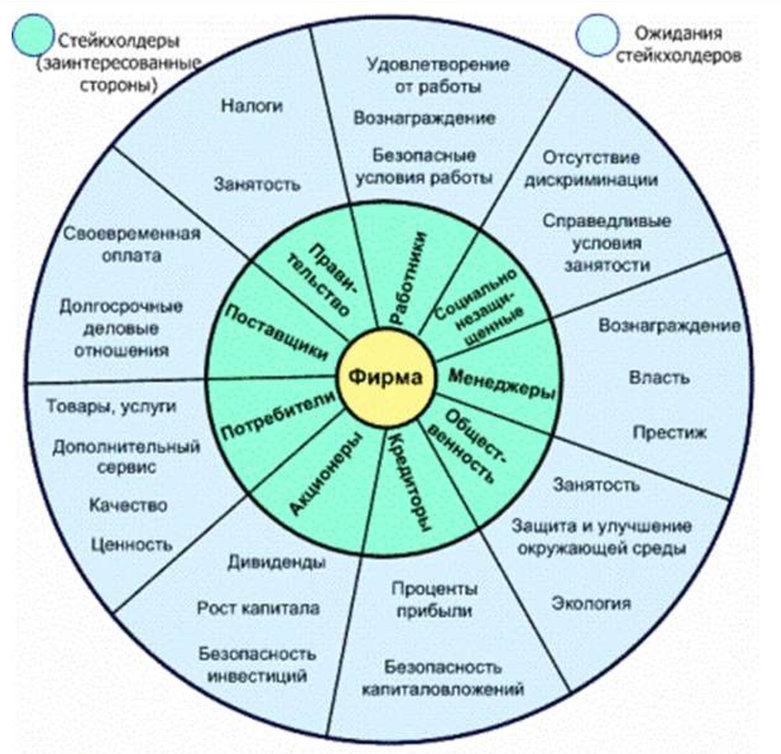 Стейкхолдеры
(заинтересованные
стороны)
Ожидания
стейкхолдеров
Налоги
Занятость
Удовлетворение
от работы
Вознаграждение
Безопасные
условия работы
Отсутствие
дискриминации
Справедливые
условия
занятости
Вознаграждение
Власть
Престиж
Занятость
Защита и улучшение
окружающей среды
Экология
Проценты
прибыли
Безопасность
капиталовложений
Дивиденды
Рост капитала
Безопасность
инвестиций
Товары, услуги
Дополнительный
сервис
Качество
Ценность
Своевременная
оплата
Долгосрочные
деловые
отношения
Прави-
тельство
Работники
Социально
незащи-
щенные
Менеджеры
Общест-
венность
Кредиторы
Акционеры
Потребители
Поставщики
Фирма